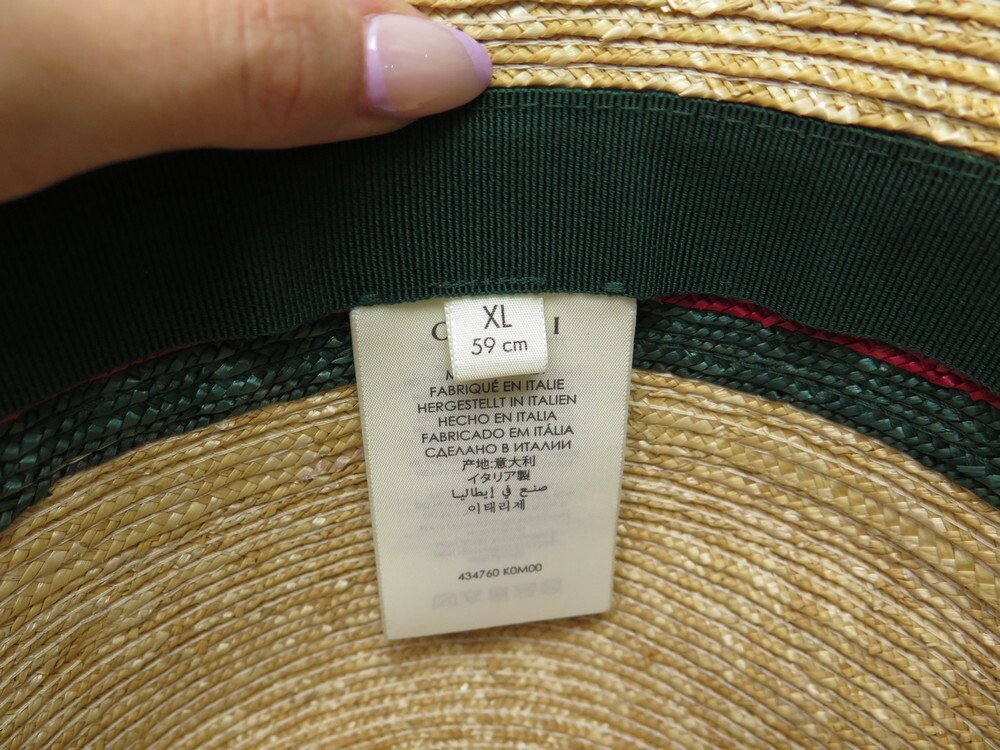 XL
59 cm
FABRIQUÉ EN ITALIE
HERGESTELLT IN ITALIEN
HECHO EN ITALIA
FABRICADO EM ITÁLIA
СДЕЛАНО В ИТАЛИИ
产地:意大利
イタリア製
صنع في إيطاليا
이태리제
434760 K0M00